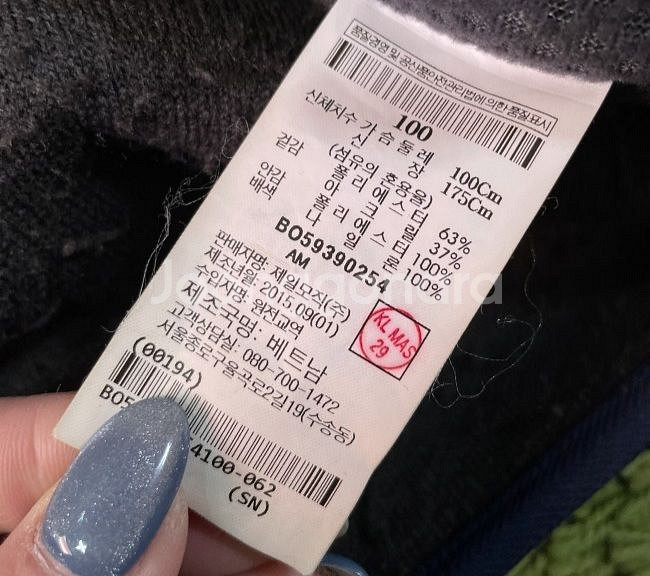 품질경영 및 공산품안전관리법에 의한 품질표시
100
신체치수 가슴둘레 100Cm
신 장 175Cm
(섬유의 혼용율)
겉감 폴리에스터 63%
아 크 릴 37%
안감 폴리에스터 100%
배색 나 일 론 100%
BO59390254
AM
판매자명: 제일모직(주)
제조년월: 2015.09(01)
수입자명: 원저교역
제조국명: 베트남
고객상담실: 080-700-1472
서울종로구율곡로2길19(수송동)
KL MAS
29
(00194)
BO5 4100-062
(SN)